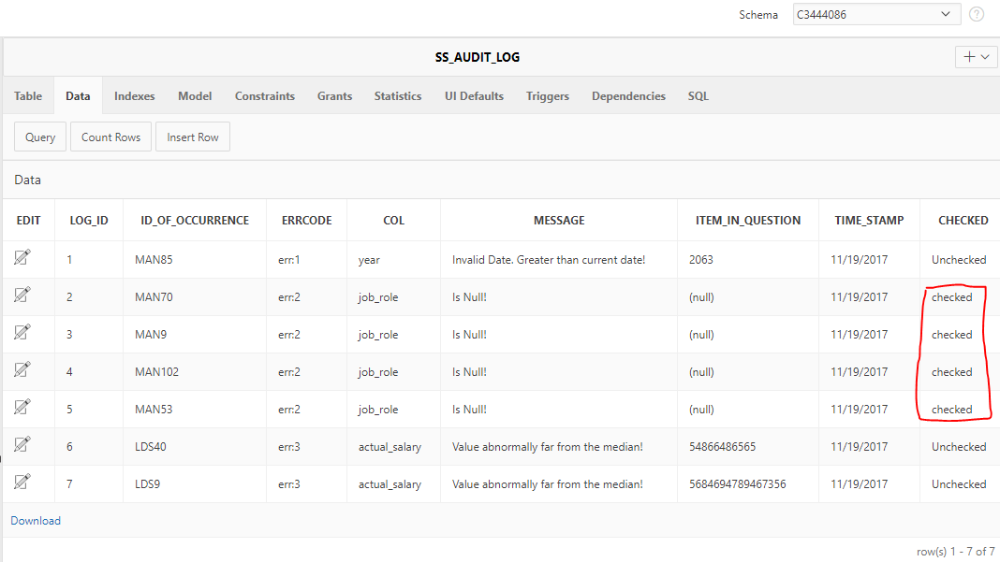 Schema C3444086
SS_AUDIT_LOG
Table Data Indexes Model Constraints Grants Statistics UI Defaults Triggers Dependencies SQL
Query Count Rows Insert Row
Data
EDIT LOG_ID ID_OF_OCCURRENCE ERRCODE COL MESSAGE ITEM_IN_QUESTION TIME_STAMP CHECKED
1 MAN85 err:1 year Invalid Date. Greater than current date! 2063 11/19/2017 Unchecked
2 MAN70 err:2 job_role Is Null! (null) 11/19/2017 checked
3 MAN9 err:2 job_role Is Null! (null) 11/19/2017 checked
4 MAN102 err:2 job_role Is Null! (null) 11/19/2017 checked
5 MAN53 err:2 job_role Is Null! (null) 11/19/2017 checked
6 LDS40 err:3 actual_salary Value abnormally far from the median! 54866486565 11/19/2017 Unchecked
7 LDS9 err:3 actual_salary Value abnormally far from the median! 5684694789467356 11/19/2017 Unchecked
Download
row(s) 1 - 7 of 7